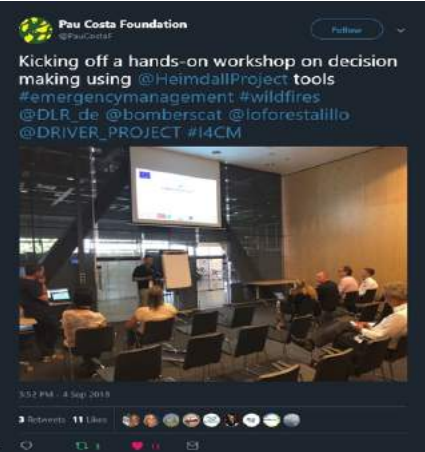 Pau Costa Foundation
@PauCostaF
Follow
Kicking off a hands-on workshop on decision
making using @HeimdallProject tools
#emergencymanagement #wildfires
@DLR_de @bomberscat @loforestalillo
@DRIVER_PROJECT #I4CM
3:52 PM - 4 Sep 2018
3 Retweets 11 Likes
3 11